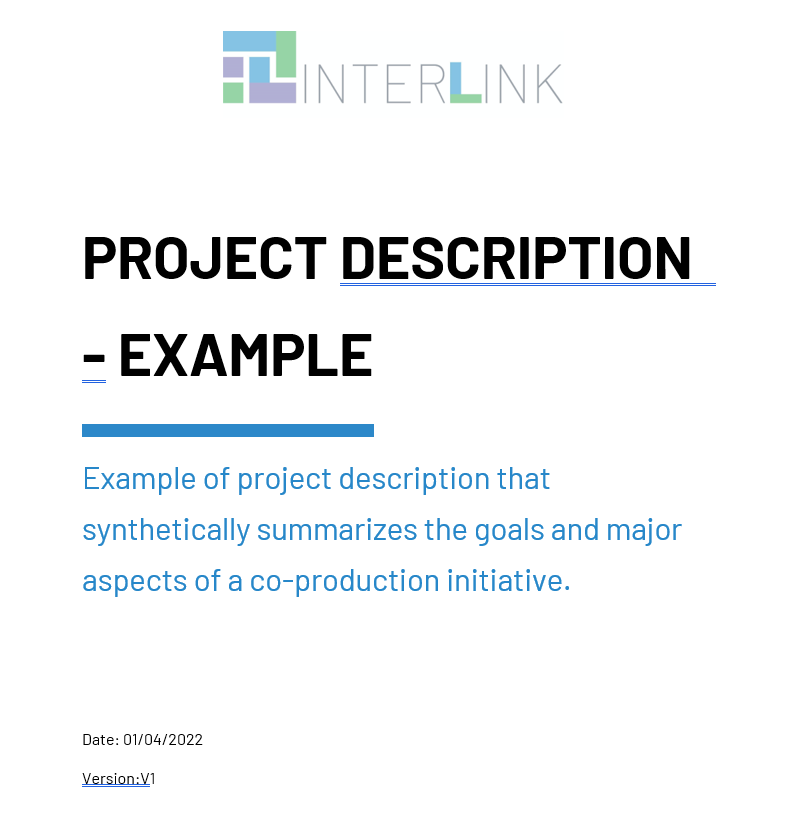 INTERLINK
PROJECT DESCRIPTION
- EXAMPLE
Example of project description that
synthetically summarizes the goals and major
aspects of a co-production initiative.
Date: 01/04/2022
Version:V1